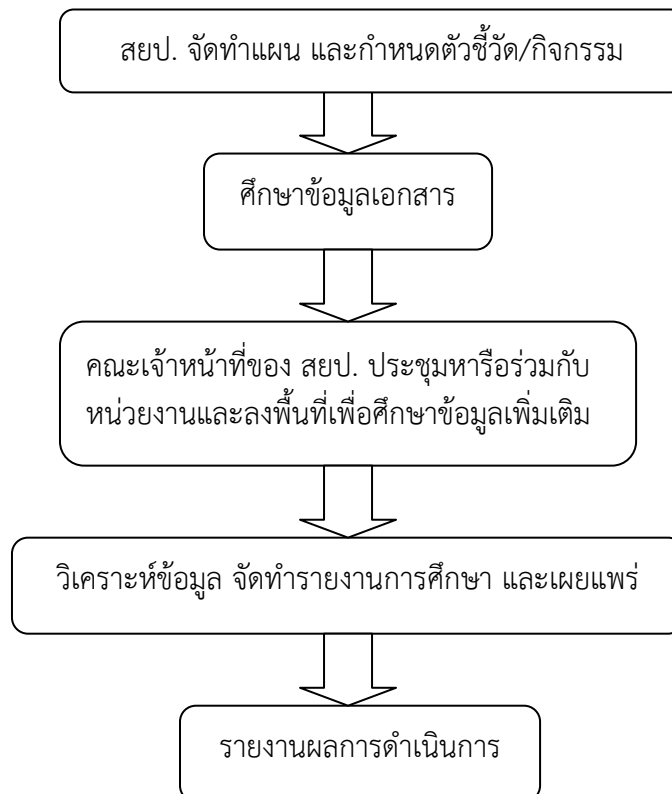 สยป. จัดทำแผน และกำหนดตัวชี้วัด/กิจกรรม
ศึกษาข้อมูลเอกสาร
คณะเจ้าหน้าที่ของ สยป. ประชุมหารือร่วมกับ
หน่วยงานและลงพื้นที่เพื่อศึกษาข้อมูลเพิ่มเติม
วิเคราะห์ข้อมูล จัดทำรายงานการศึกษา และเผยแพร่
รายงานผลการดำเนินการ